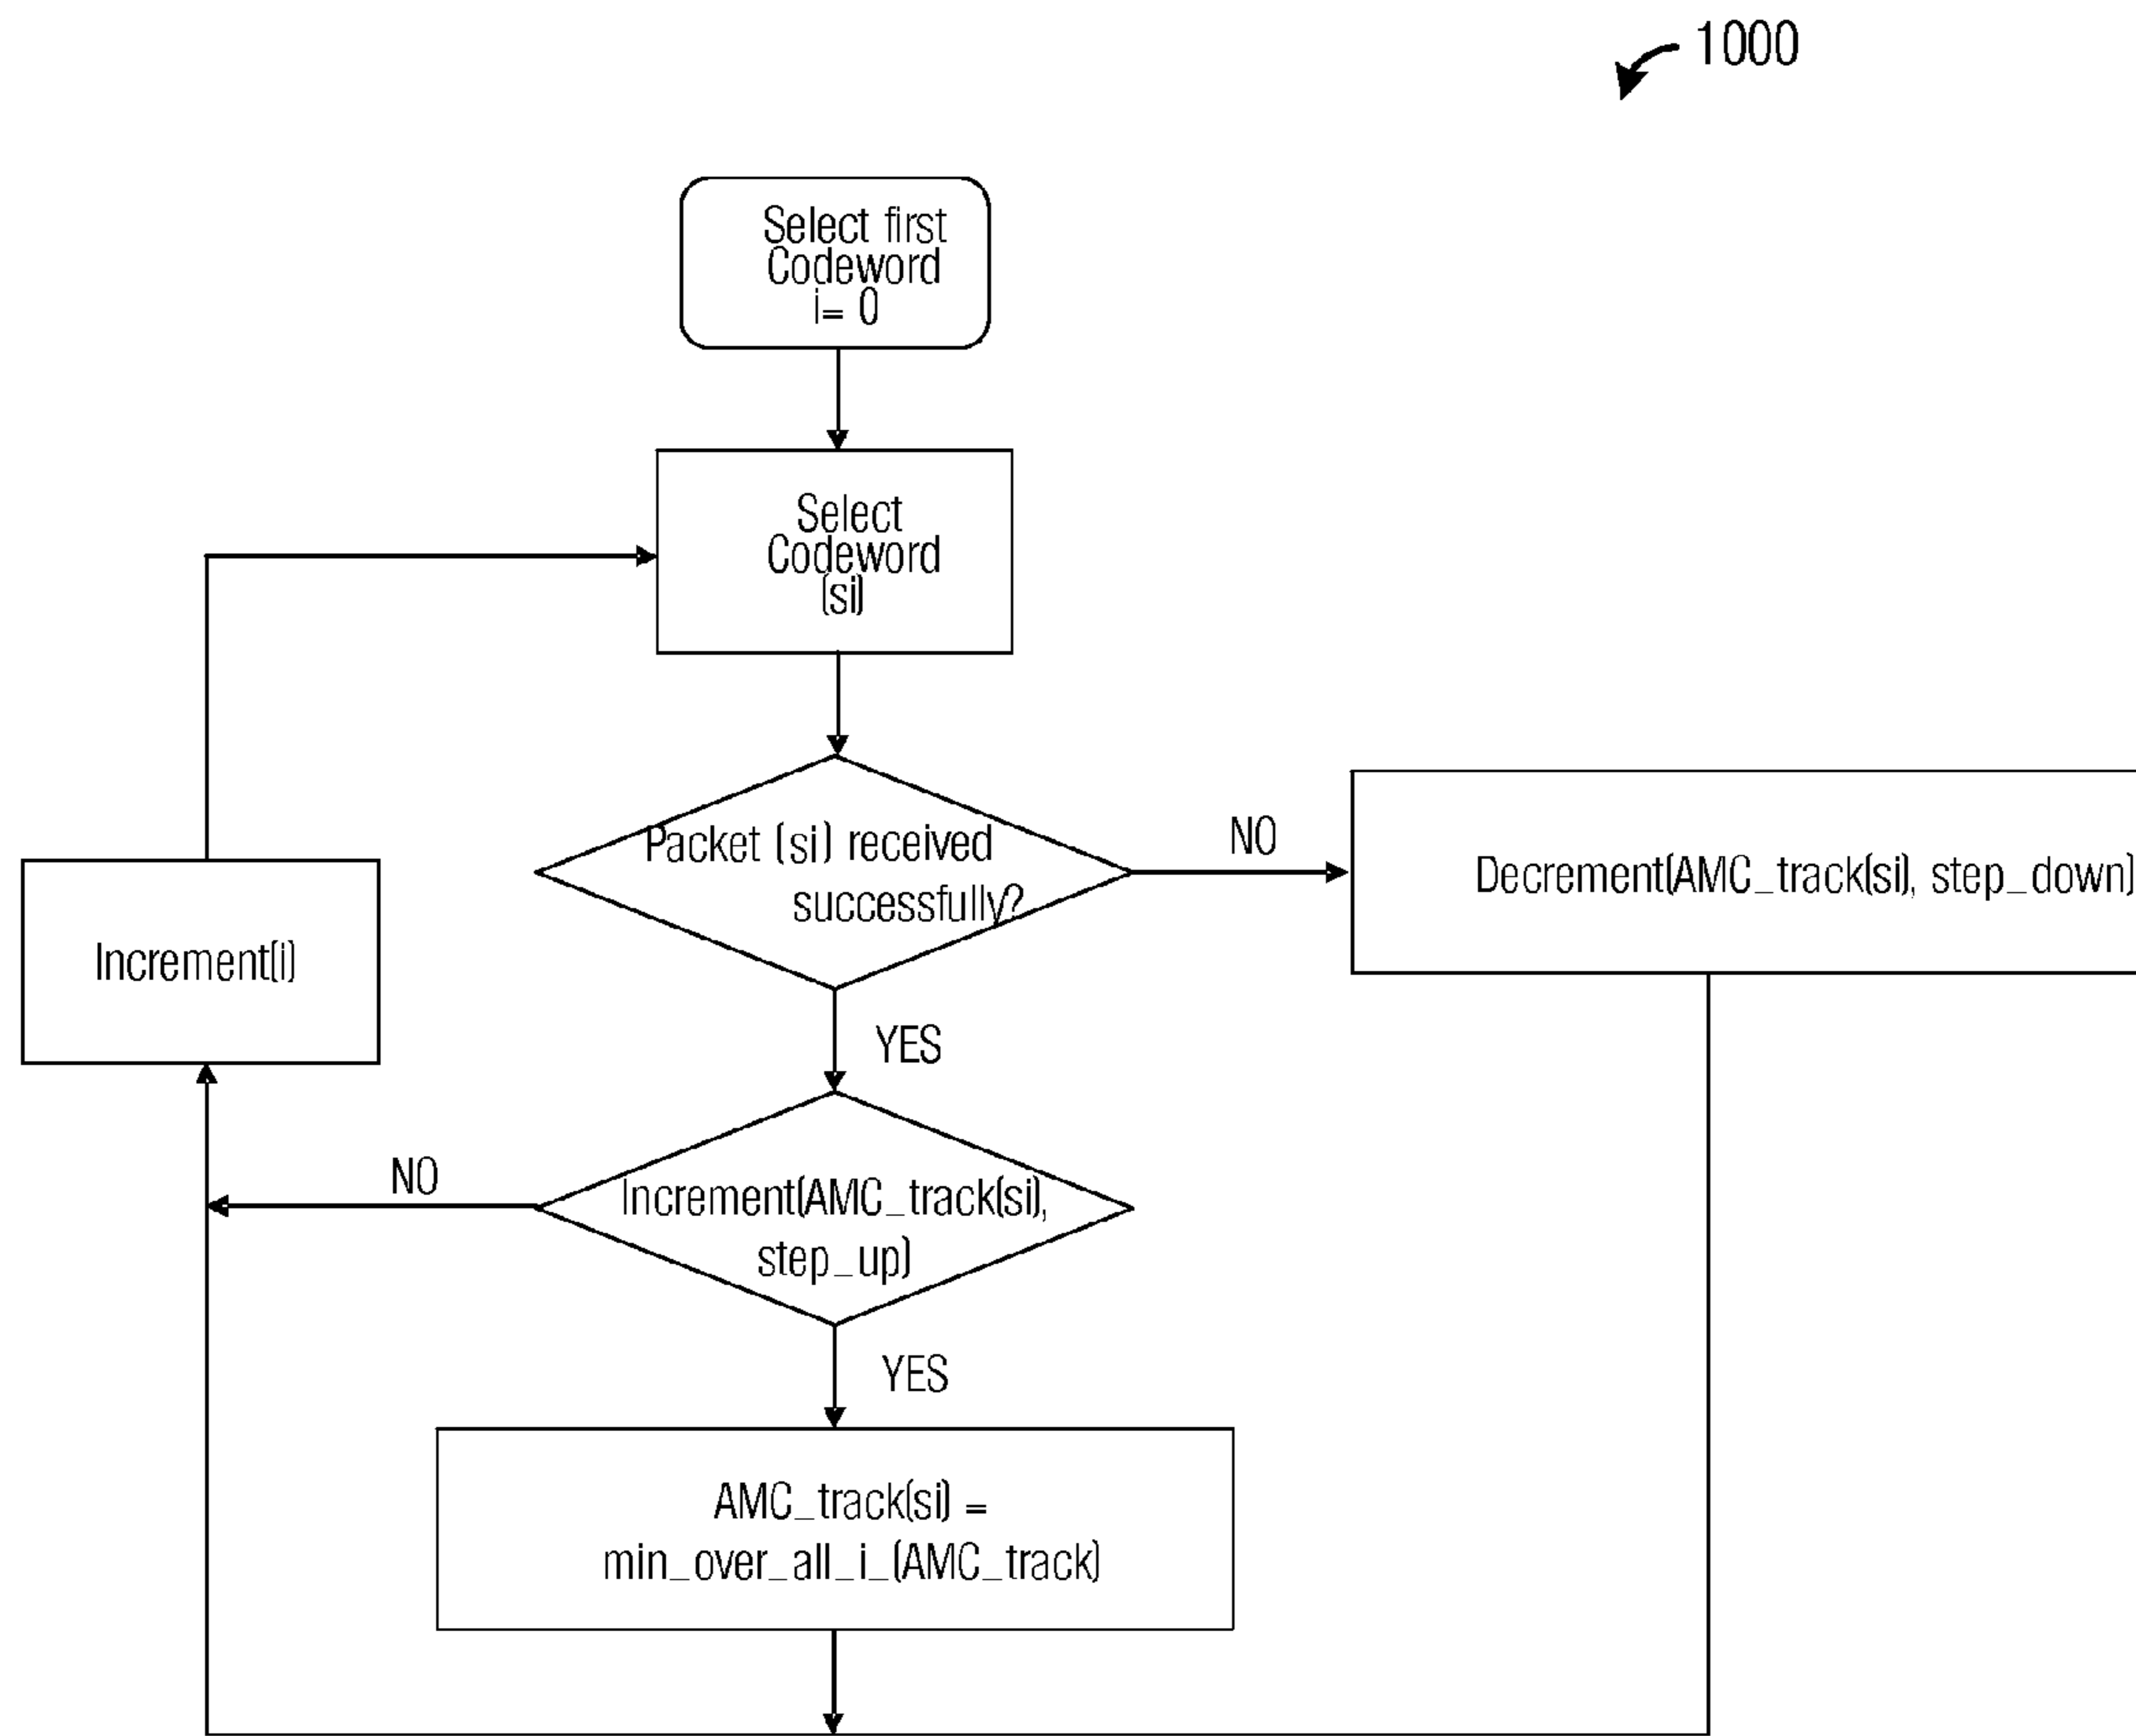 1000
Select first
Codeword
i= 0
Select
Codeword
(si)
Packet (si) received
successfully?
NO
Decrement(AMC_track(si), step_down)
Increment(i)
YES
NO
Increment(AMC_track(si),
step_up)
YES
AMC_track(si) =
min_over_all_i_(AMC_track)